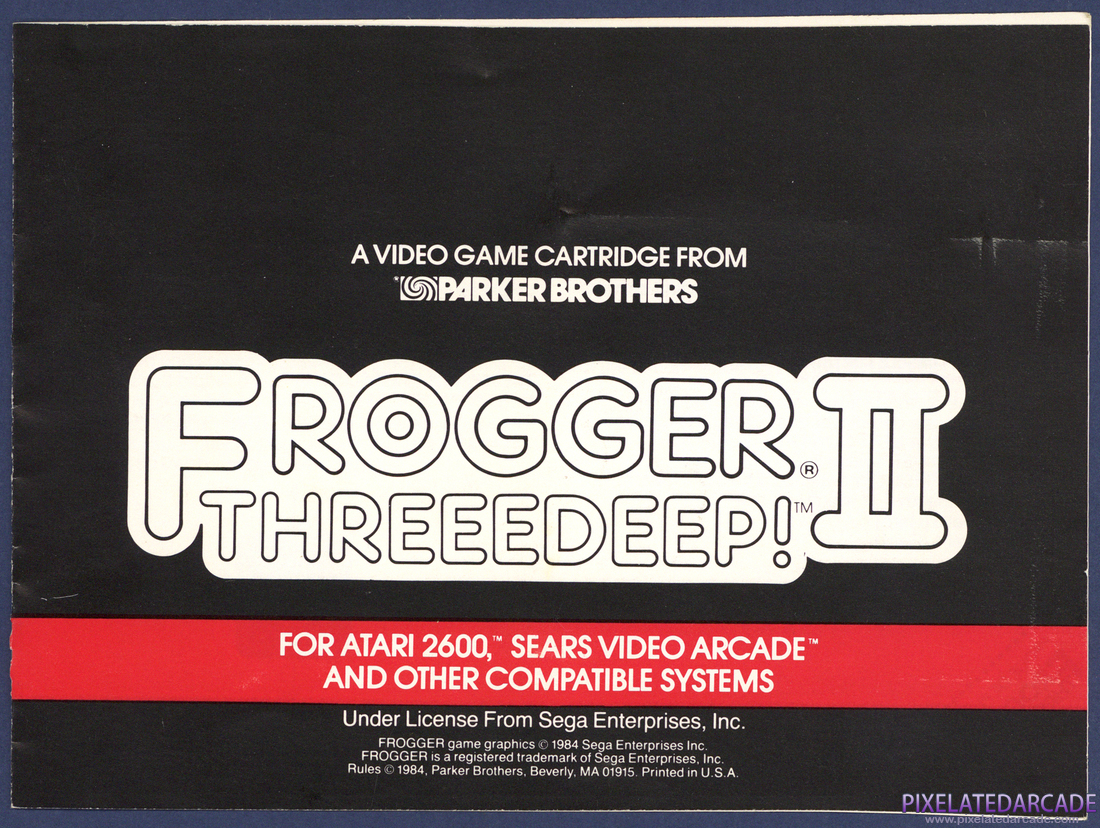 A VIDEO GAME CARTRIDGE FROM
*PARKER BROTHERS
FROGGER® II
THREEEDEEP!™
FOR ATARI 2600,™ SEARS VIDEO ARCADE™
AND OTHER COMPATIBLE SYSTEMS
Under License From Sega Enterprises, Inc.
FROGGER game graphics © 1984 Sega Enterprises Inc.
FROGGER is a registered trademark of Sega Enterprises, Inc.
Rules © 1984, Parker Brothers, Beverly, MA 01915. Printed in U.S.A.
PIXELATEDARCADE
www.pixelatedarcade.com